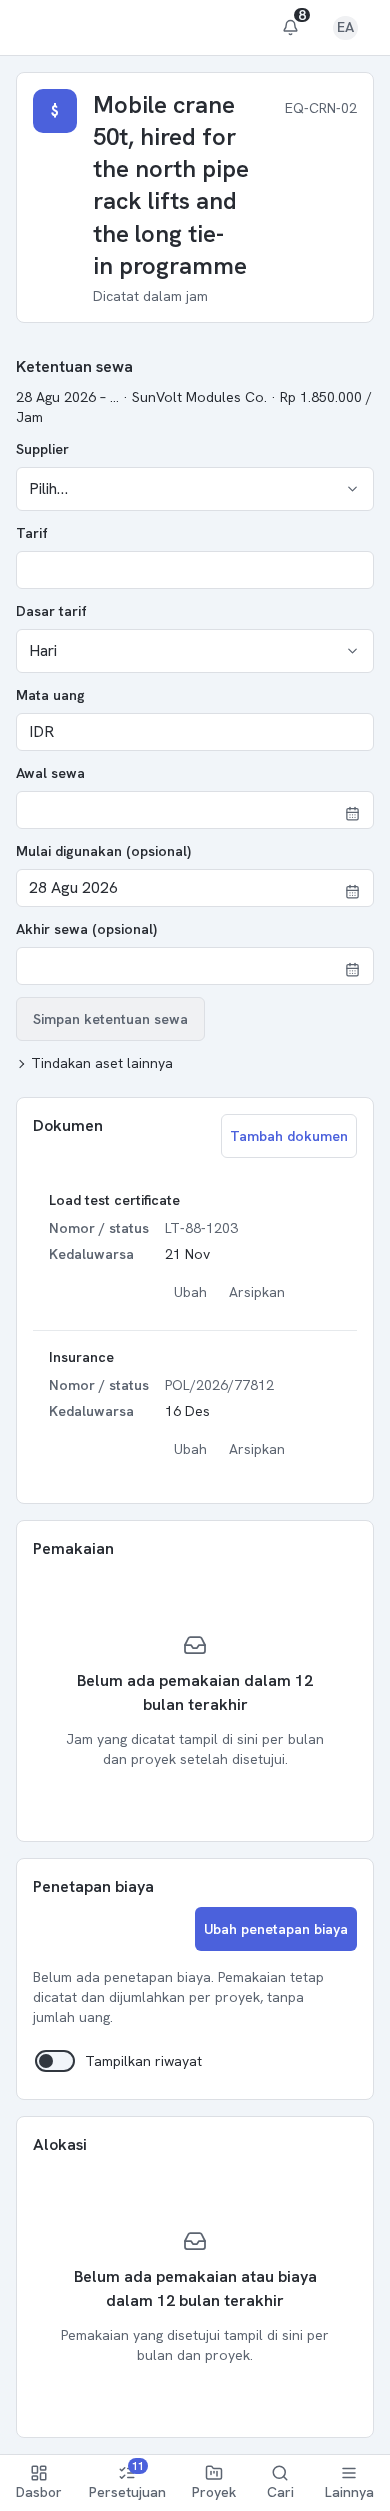 8
EA
$
Mobile crane
50t, hired for
the north pipe
rack lifts and
the long tie-
in programme
EQ-CRN-02
Dicatat dalam jam
Ketentuan sewa
28 Agu 2026 – ... · SunVolt Modules Co. · Rp 1.850.000 /
Jam
Supplier
Pilih...
Tarif
Dasar tarif
Hari
Mata uang
IDR
Awal sewa
Mulai digunakan (opsional)
28 Agu 2026
Akhir sewa (opsional)
Simpan ketentuan sewa
Tindakan aset lainnya
Dokumen
Tambah dokumen
Load test certificate
Nomor / status LT-88-1203
Kedaluwarsa 21 Nov
Ubah Arsipkan
Insurance
Nomor / status POL/2026/77812
Kedaluwarsa 16 Des
Ubah Arsipkan
Pemakaian
Belum ada pemakaian dalam 12
bulan terakhir
Jam yang dicatat tampil di sini per bulan
dan proyek setelah disetujui.
Penetapan biaya
Ubah penetapan biaya
Belum ada penetapan biaya. Pemakaian tetap
dicatat dan dijumlahkan per proyek, tanpa
jumlah uang.
Tampilkan riwayat
Alokasi
Belum ada pemakaian atau biaya
dalam 12 bulan terakhir
Pemakaian yang disetujui tampil di sini per
bulan dan proyek.
11
Dasbor Persetujuan Proyek Cari Lainnya